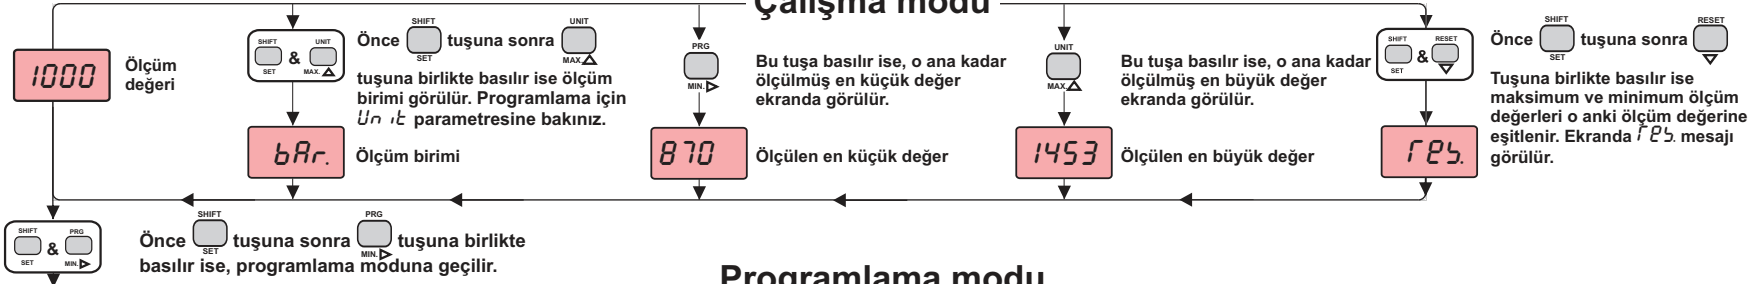 Çalışma modu
1000
Ölçüm
değeri
SHIFT
SET
&
UNIT
MAX.
Önce SHIFT SET tuşuna sonra UNIT MAX.
tuşuna birlikte basılır ise ölçüm
birimi görülür. Programlama için
Unit parametresine bakınız.
bAr.
Ölçüm birimi
PRG
MIN.
Bu tuşa basılır ise, o ana kadar
ölçülmüş en küçük değer
ekranda görülür.
870
Ölçülen en küçük değer
UNIT
MAX.
Bu tuşa basılır ise, o ana kadar
ölçülmüş en büyük değer
ekranda görülür.
1453
Ölçülen en büyük değer
SHIFT
SET
&
RESET
Önce SHIFT SET tuşuna sonra RESET
Tuşuna birlikte basılır ise
maksimum ve minimum ölçüm
değerleri o anki ölçüm değerine
eşitlenir. Ekranda rES. mesajı
görülür.
rES.
SHIFT
SET
&
PRG
MIN.
Önce SHIFT SET tuşuna sonra PRG MIN. tuşuna birlikte
basılır ise, programlama moduna geçilir.
Programlama modu